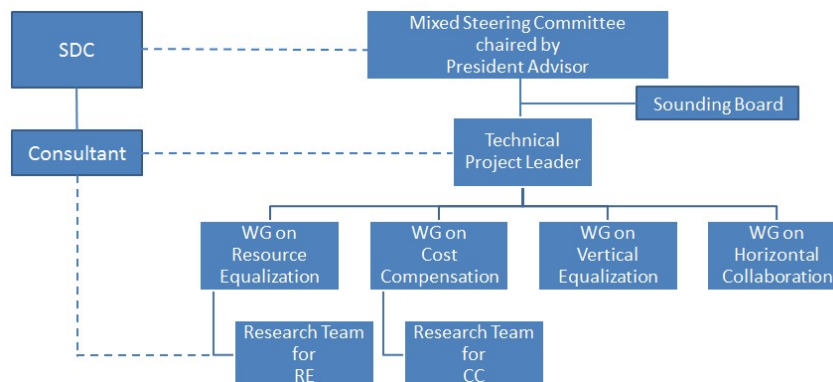 SDC
Mixed Steering Committee
chaired by
President Advisor
Sounding Board
Consultant
Technical
Project Leader
WG on
Resource
Equalization
WG on
Cost
Compensation
WG on
Vertical
Equalization
WG on
Horizontal
Collaboration
Research Team
for
RE
Research Team
for
CC